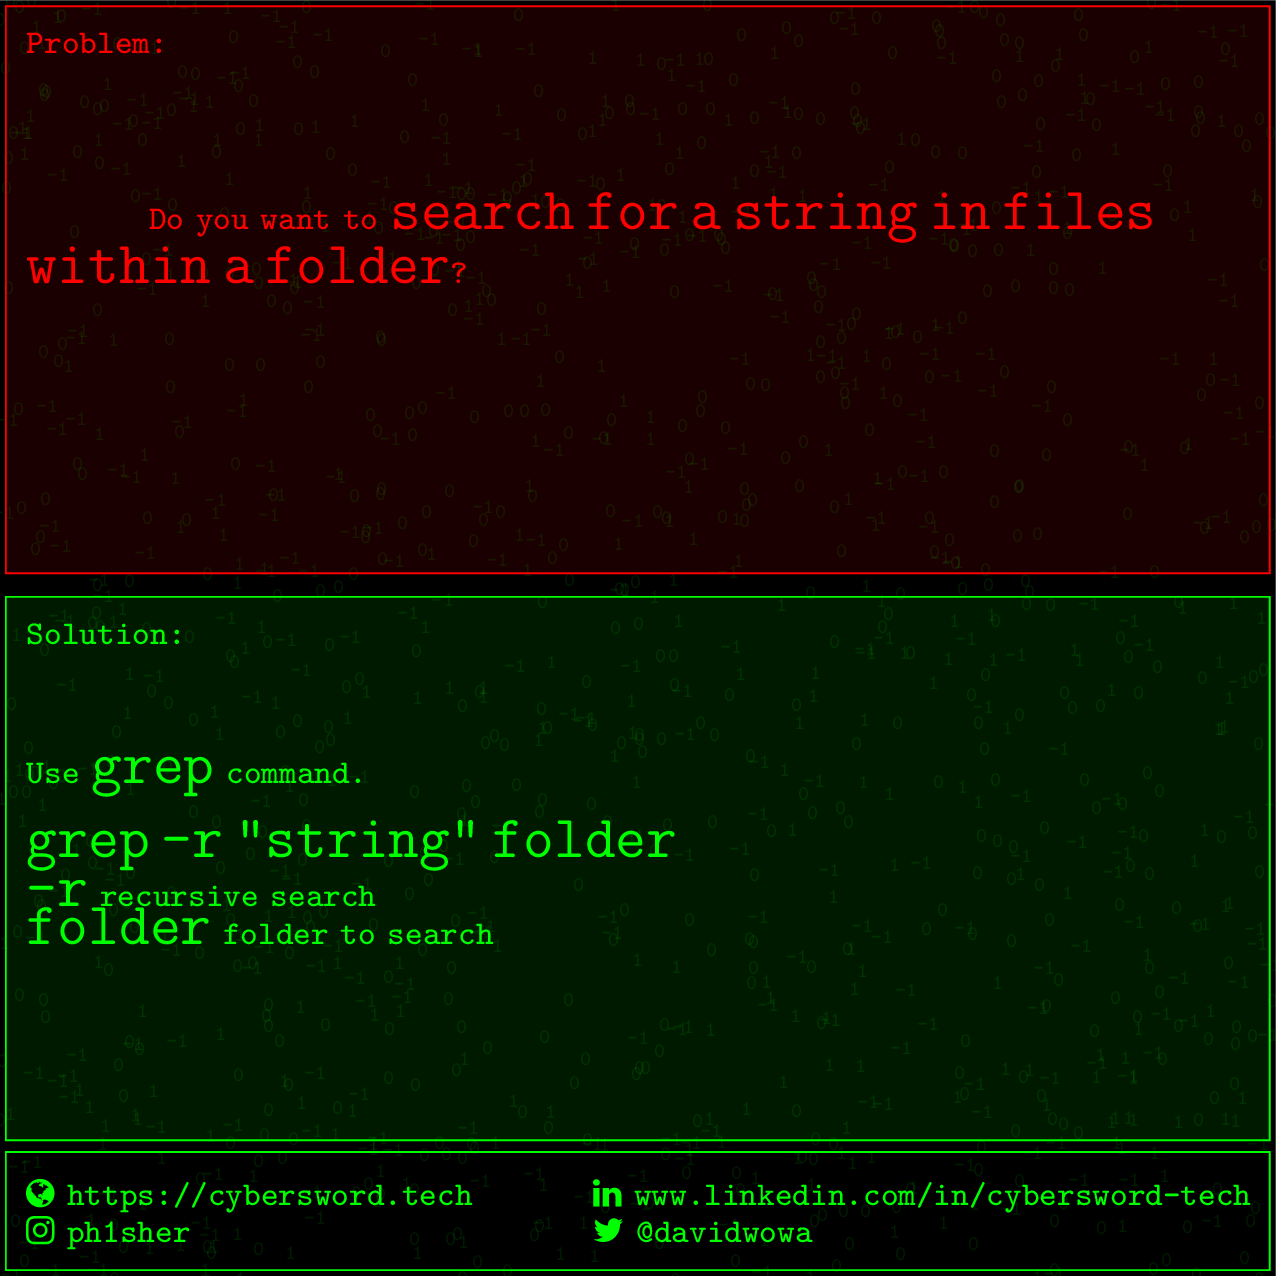 Problem:
Do you want to search for a string in files
within a folder?
Solution:
Use grep command.
grep -r "string" folder
-r recursive search
folder folder to search
https://cybersword.tech
www.linkedin.com/in/cybersword-tech
ph1sher
@davidwowa